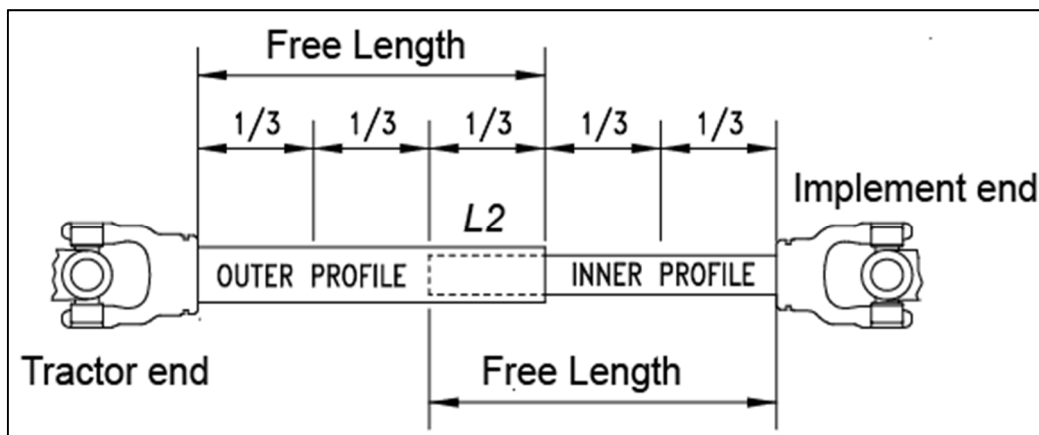 Free Length
1/3 1/3 1/3 1/3 1/3
Implement end
L2
OUTER PROFILE INNER PROFILE
Tractor end
Free Length